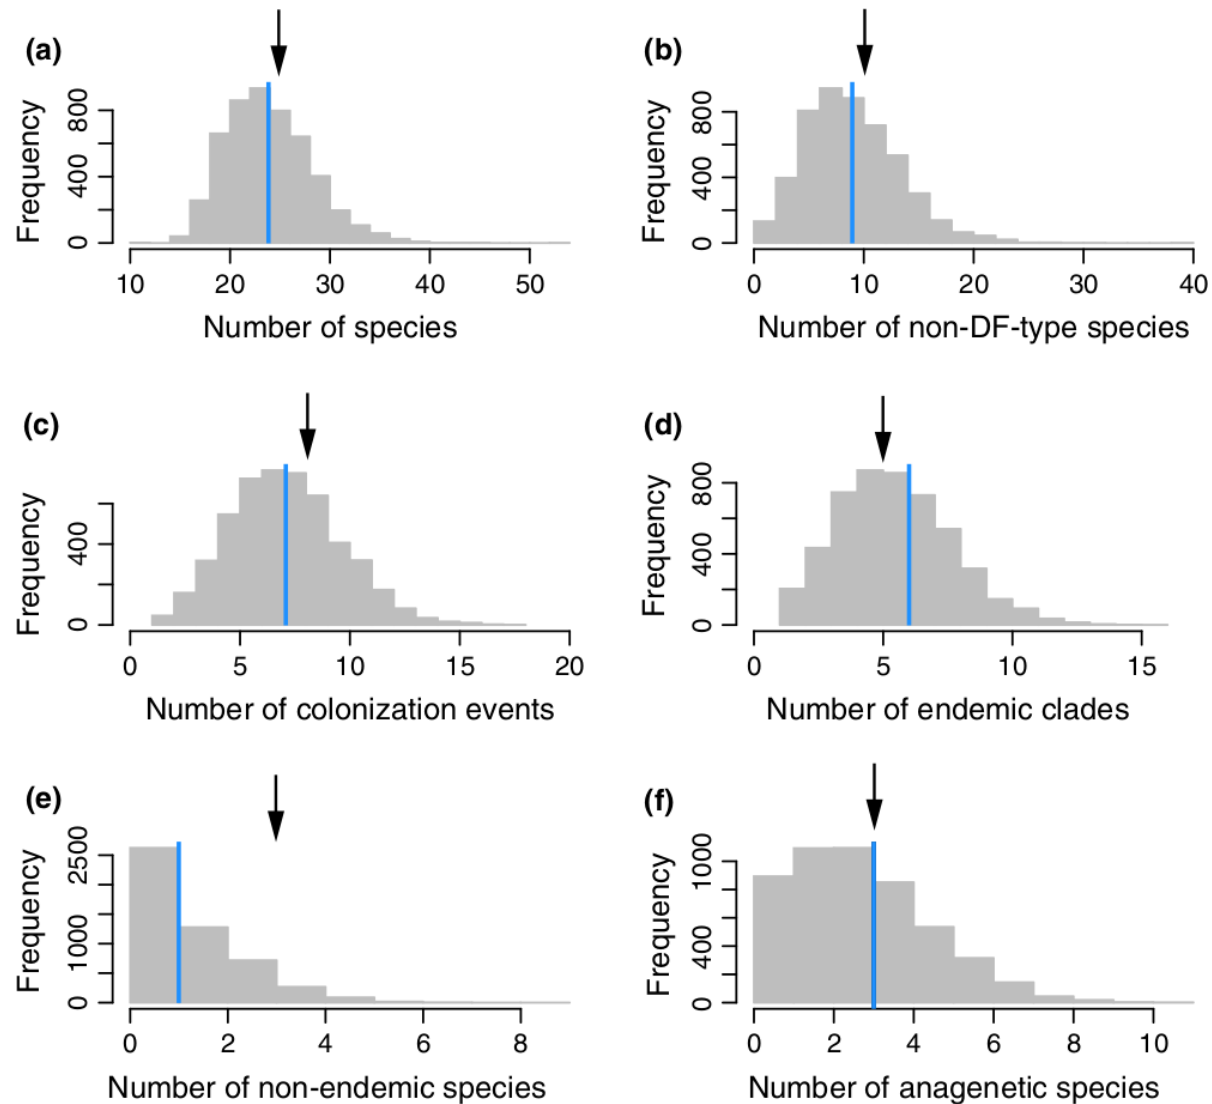 (a)
Frequency
0 400 800
10 20 30 40 50
Number of species
(b)
Frequency
0 400 800
0 10 20 30 40
Number of non-DF-type species
(c)
Frequency
0 400
0 5 10 15 20
Number of colonization events
(d)
Frequency
0 400 800
0 5 10 15
Number of endemic clades
(e)
Frequency
0 1000 2500
0 2 4 6 8
Number of non-endemic species
(f)
Frequency
0 400 1000
0 2 4 6 8 10
Number of anagenetic species